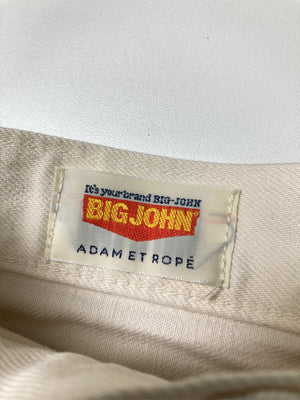 It's your brand BIG-JOHN
BIG JOHN
ADAM ET ROPÉ